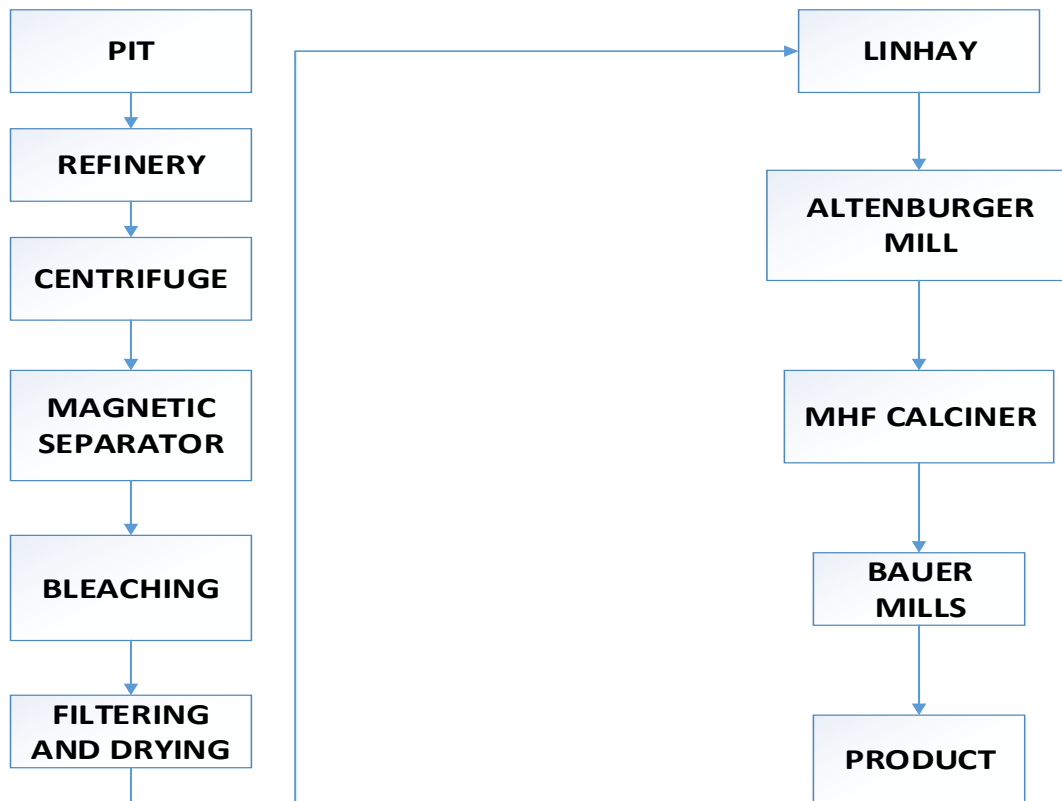 PIT
REFINERY
CENTRIFUGE
MAGNETIC
SEPARATOR
BLEACHING
FILTERING
AND DRYING
LINHAY
ALTENBURGER
MILL
MHF CALCINER
BAUER
MILLS
PRODUCT